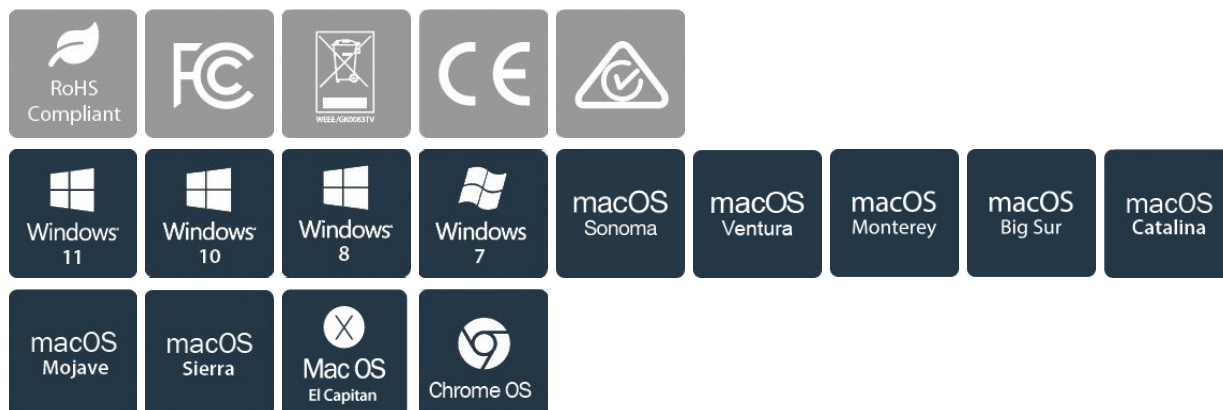 RoHS
Compliant
FC
WEEE/GK0063TV
CE
Windows
11
Windows
10
Windows
8
Windows
7
macOS
Sonoma
macOS
Ventura
macOS
Monterey
macOS
Big Sur
macOS
Catalina
macOS
Mojave
macOS
Sierra
X
Mac OS
El Capitan
Chrome OS